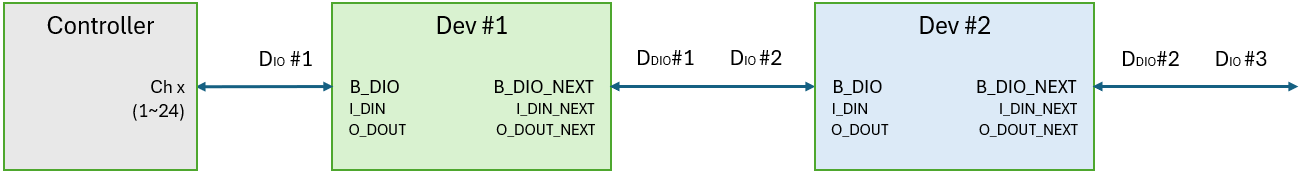 Controller
Ch x
(1~24)
DIO #1
Dev #1
B_DIO
I_DIN
O_DOUT
B_DIO_NEXT
I_DIN_NEXT
O_DOUT_NEXT
DDIO#1
DIO #2
Dev #2
B_DIO
I_DIN
O_DOUT
B_DIO_NEXT
I_DIN_NEXT
O_DOUT_NEXT
DDIO#2
DIO #3